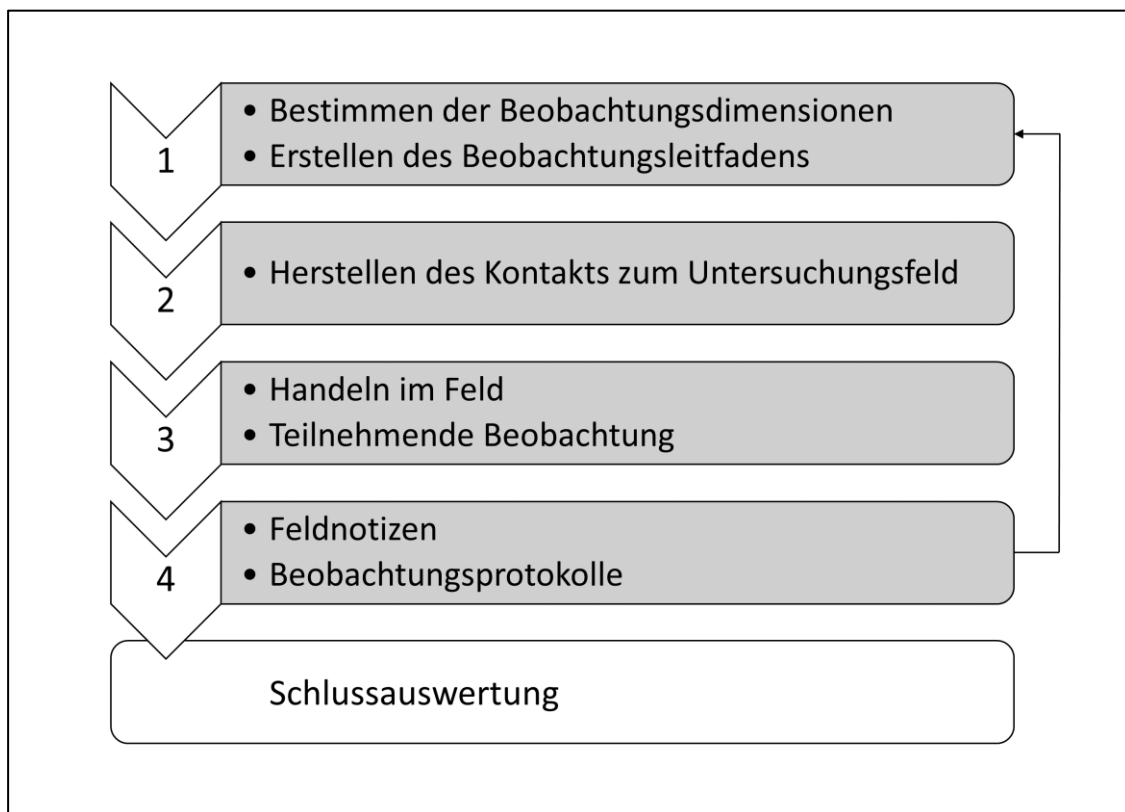 1
• Bestimmen der Beobachtungsdimensionen
• Erstellen des Beobachtungsleitfadens
2
• Herstellen des Kontakts zum Untersuchungsfeld
3
• Handeln im Feld
• Teilnehmende Beobachtung
4
• Feldnotizen
• Beobachtungsprotokolle
Schlussauswertung